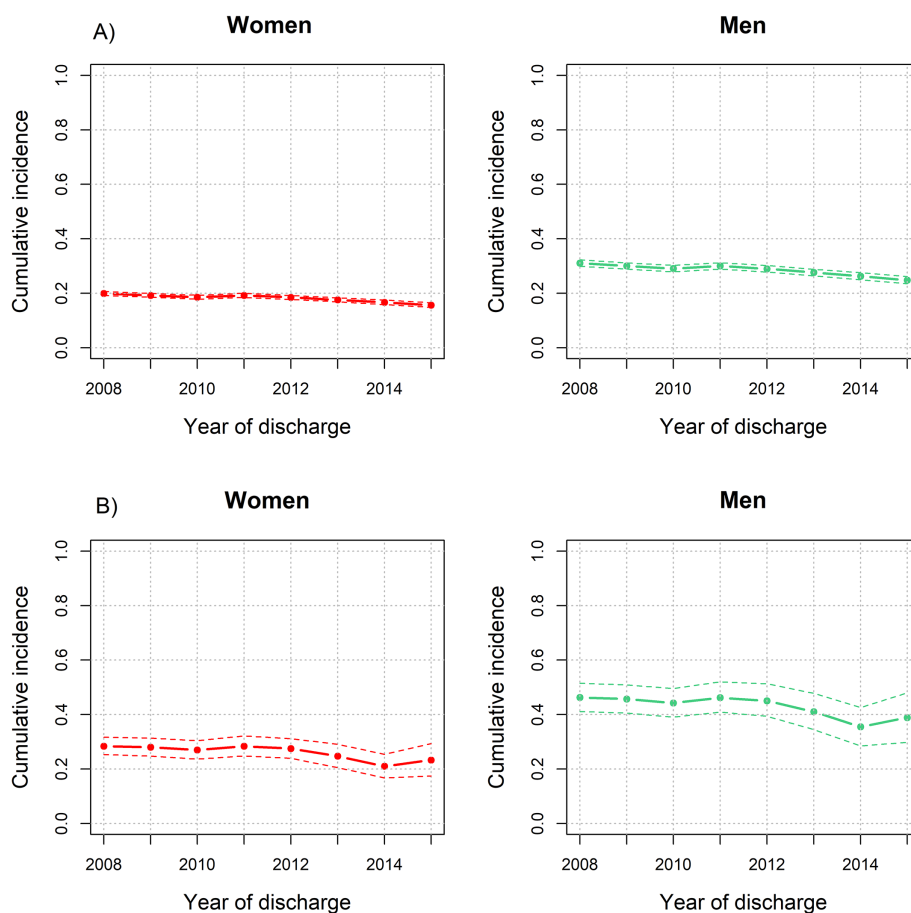 A)
Women
Cumulative incidence
0.0 0.2 0.4 0.6 0.8 1.0
2008 2010 2012 2014
Year of discharge
Men
Cumulative incidence
0.0 0.2 0.4 0.6 0.8 1.0
2008 2010 2012 2014
Year of discharge
B)
Women
Cumulative incidence
0.0 0.2 0.4 0.6 0.8 1.0
2008 2010 2012 2014
Year of discharge
Men
Cumulative incidence
0.0 0.2 0.4 0.6 0.8 1.0
2008 2010 2012 2014
Year of discharge